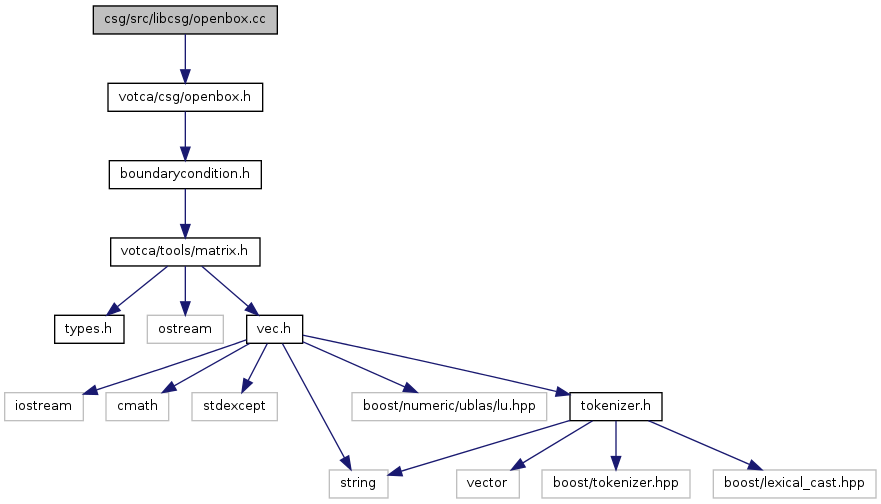 csg/src/libcsg/openbox.cc
votca/csg/openbox.h
boundarycondition.h
votca/tools/matrix.h
types.h
ostream
vec.h
iostream
cmath
stdexcept
boost/numeric/ublas/lu.hpp
tokenizer.h
string
vector
boost/tokenizer.hpp
boost/lexical_cast.hpp